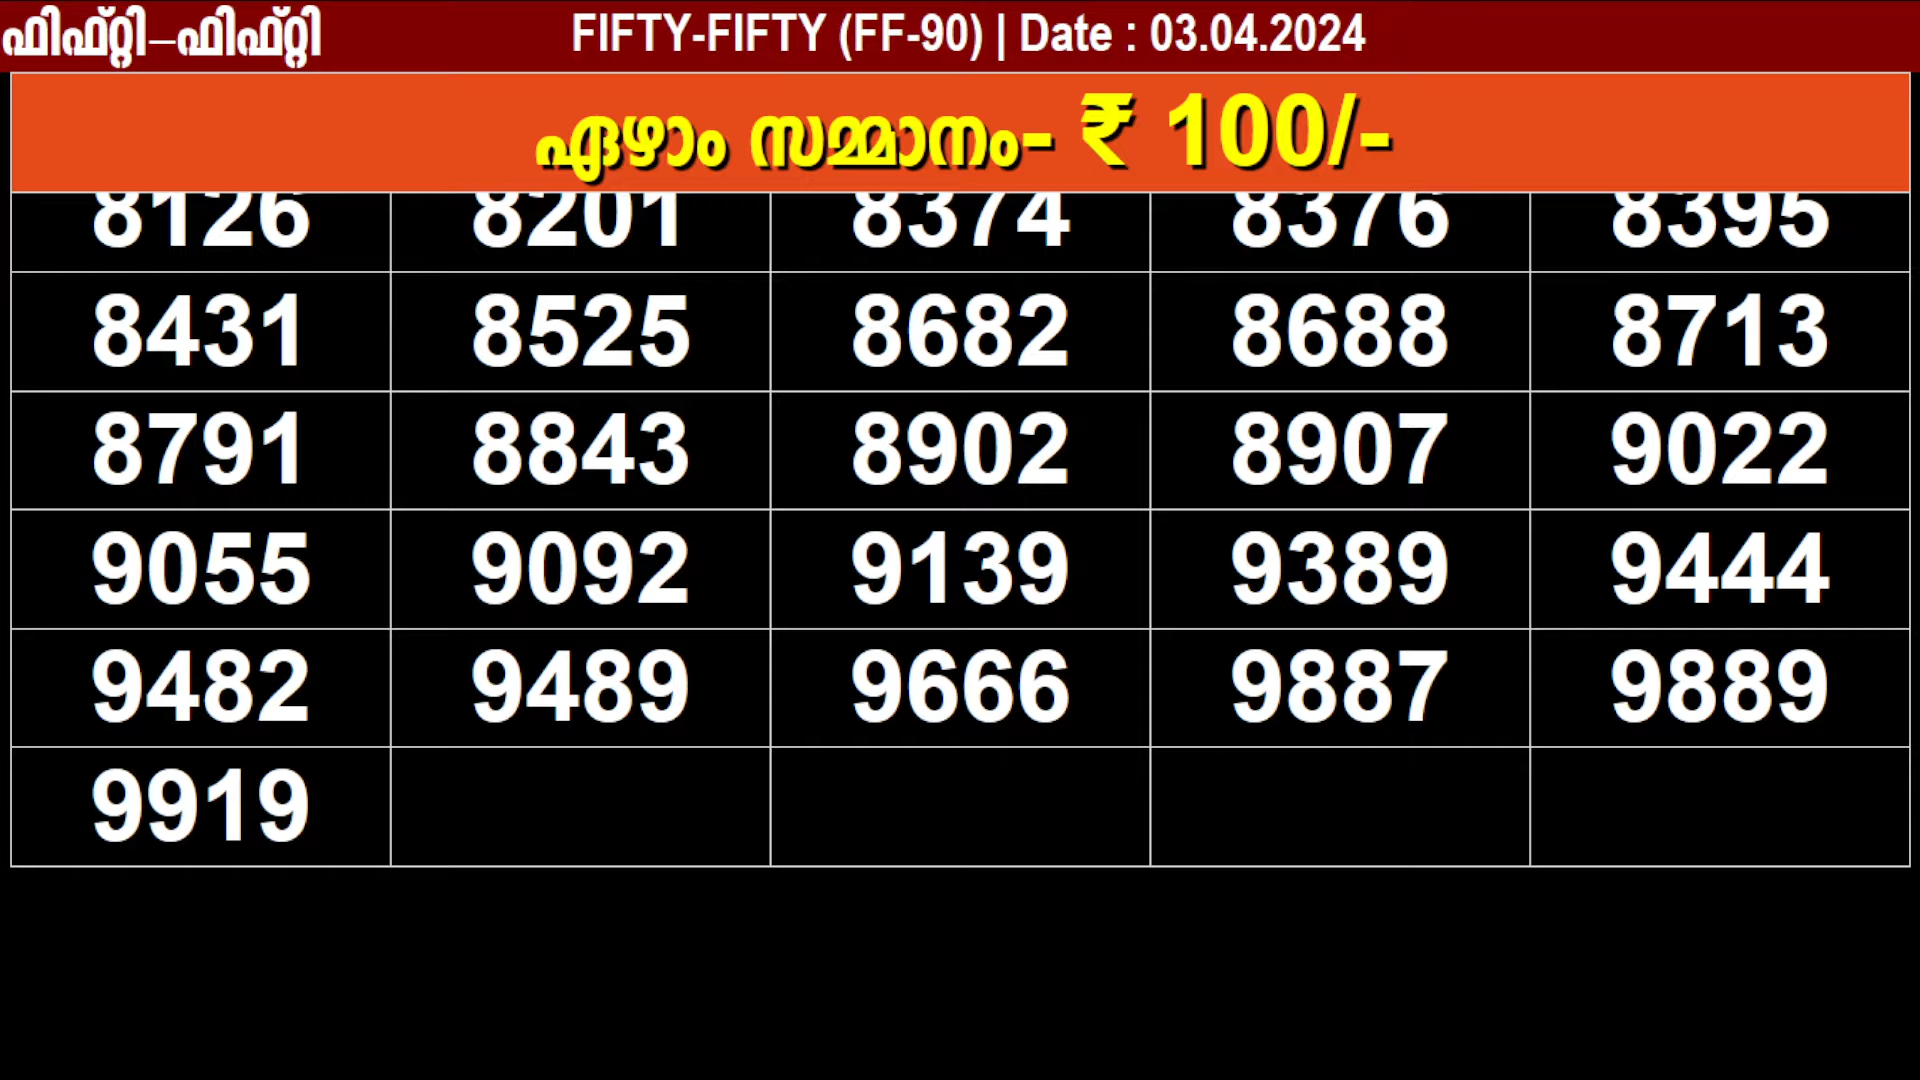 ഫിഫ്റ്റി–ഫിഫ്റ്റി FIFTY-FIFTY (FF-90) | Date : 03.04.2024
ഏഴാം സമ്മാനം- ₹ 100/-
8126 8201 8374 8376 8395
8431 8525 8682 8688 8713
8791 8843 8902 8907 9022
9055 9092 9139 9389 9444
9482 9489 9666 9887 9889
9919